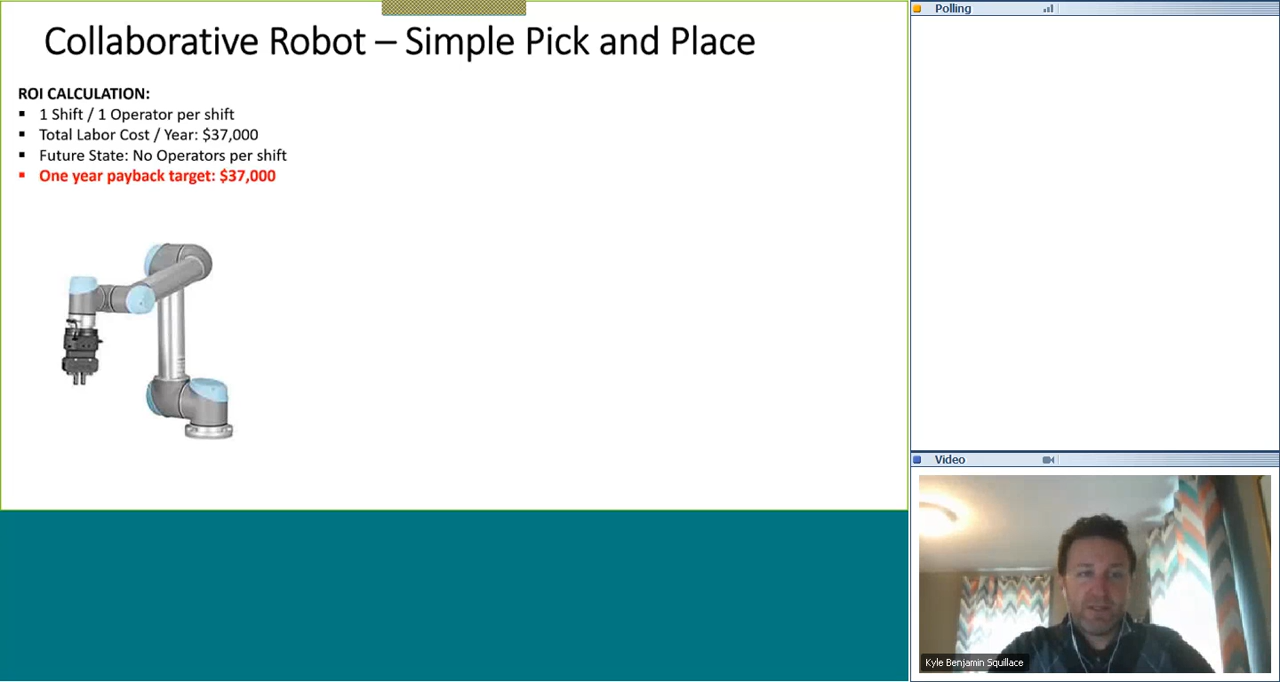 Collaborative Robot – Simple Pick and Place
ROI CALCULATION:
▪ 1 Shift / 1 Operator per shift
▪ Total Labor Cost / Year: $37,000
▪ Future State: No Operators per shift
▪ One year payback target: $37,000
Polling
Video
Kyle Benjamin Squillace